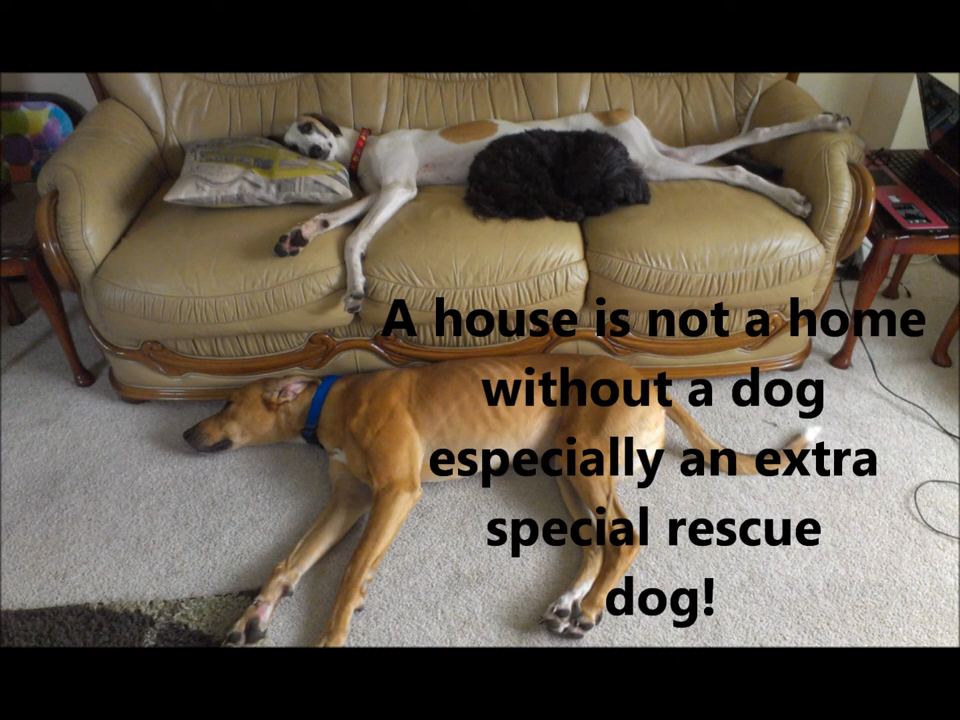 A house is not a home
without a dog
especially an extra
special rescue
dog!